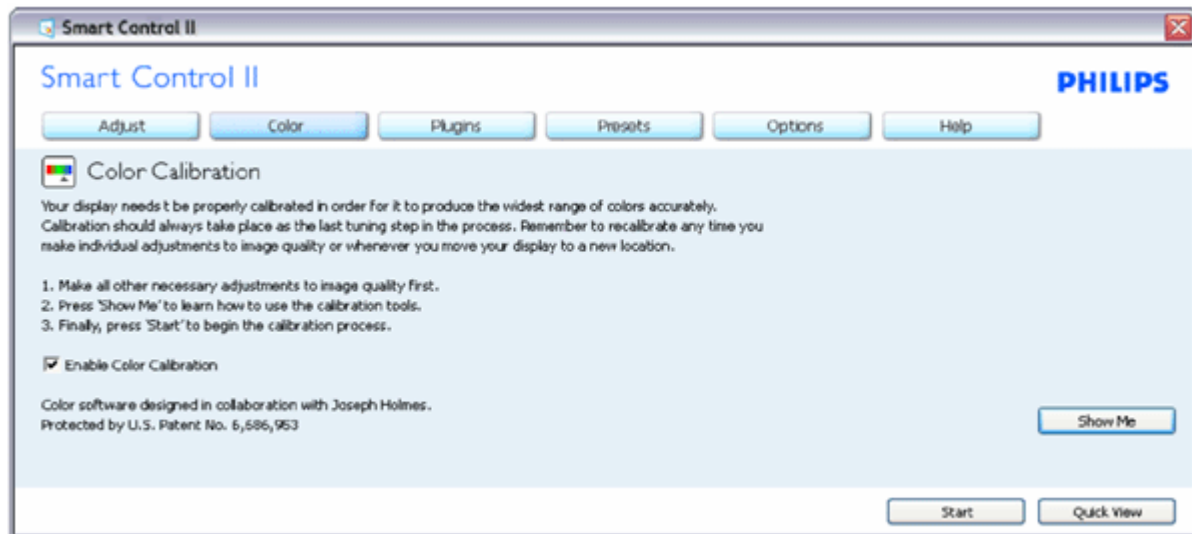 Smart Control II
Smart Control II
PHILIPS
Adjust Color Plugins Presets Options Help
Color Calibration
Your display needs t be properly calibrated in order for it to produce the widest range of colors accurately.
Calibration should always take place as the last tuning step in the process. Remember to recalibrate any time you
make individual adjustments to image quality or whenever you move your display to a new location.
1. Make all other necessary adjustments to image quality first.
2. Press 'Show Me' to learn how to use the calibration tools.
3. Finally, press 'Start' to begin the calibration process.
Enable Color Calibration
Color software designed in collaboration with Joseph Holmes.
Protected by U.S. Patent No. 6,686,953
Show Me
Start Quick View